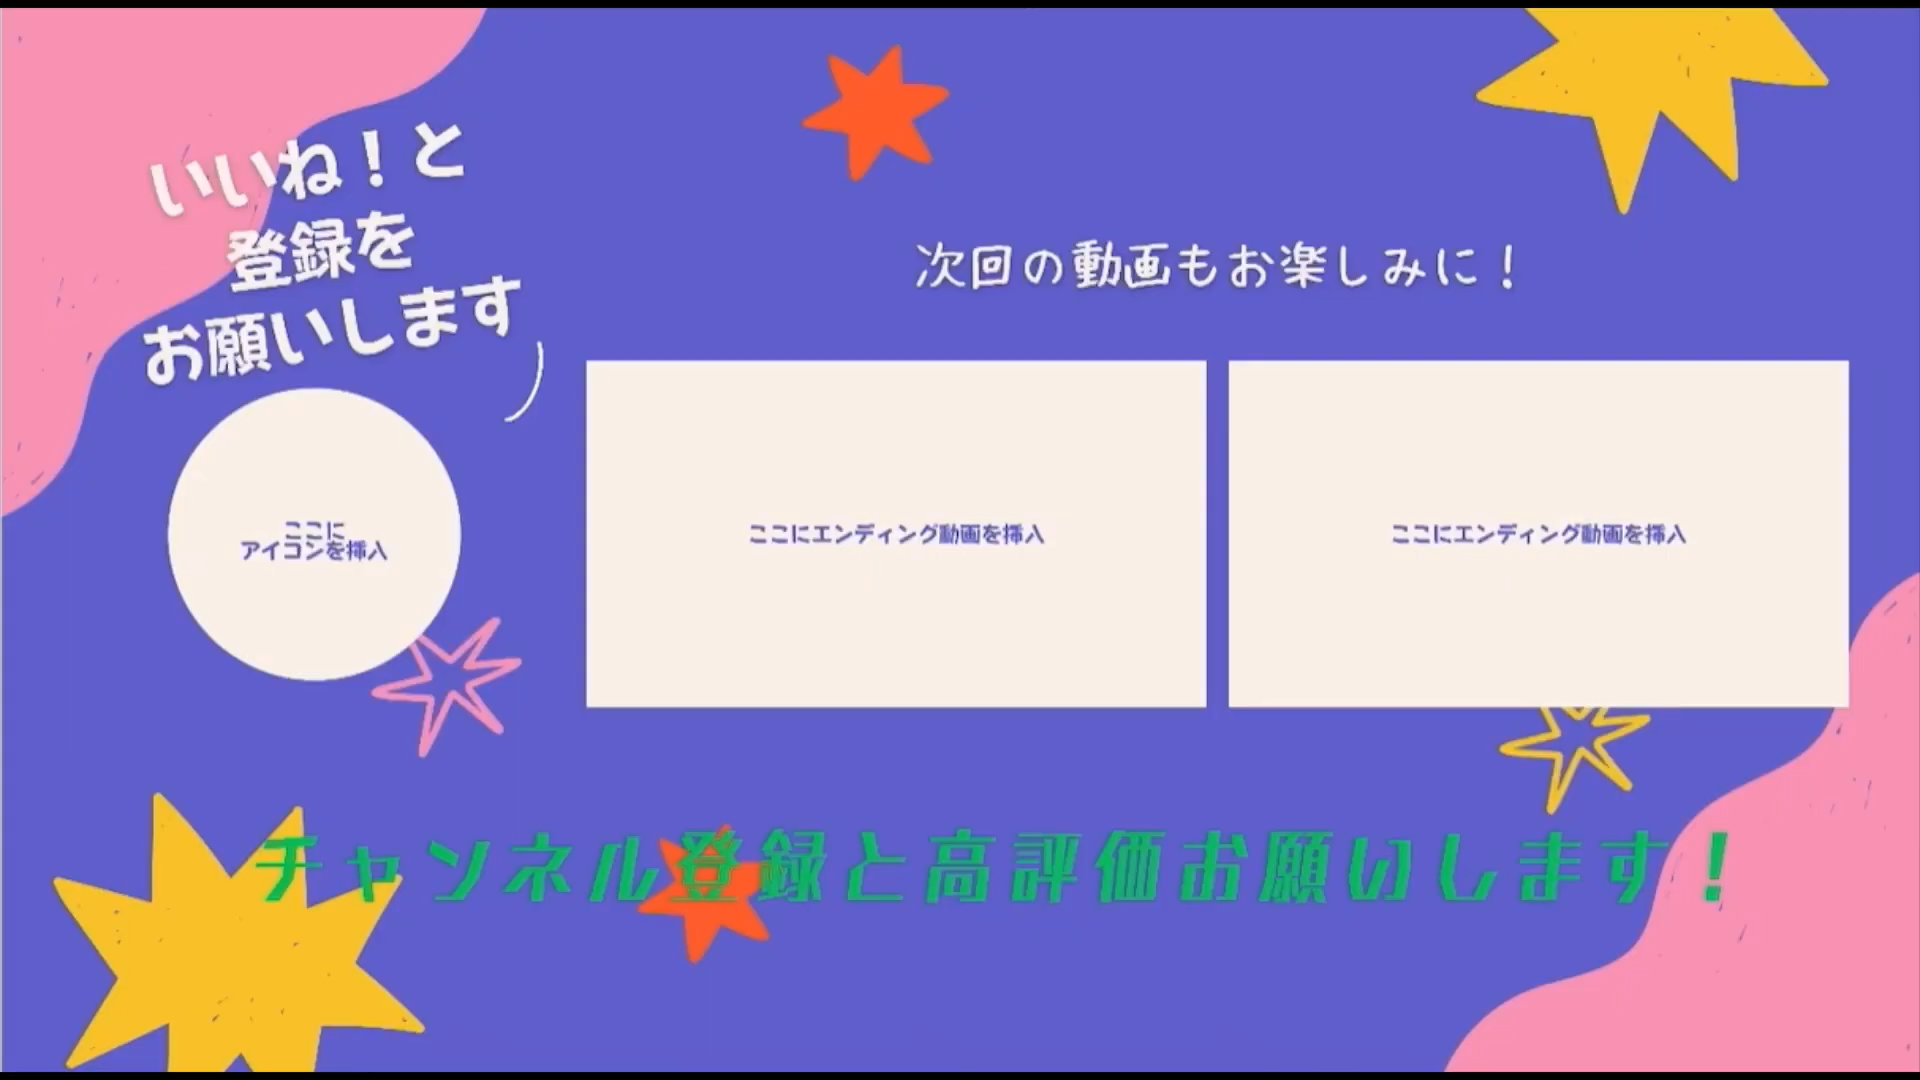 いいね！と
登録を
お願いします
次回の動画もお楽しみに！
ここに
アイコンを挿入
ここにエンディング動画を挿入
ここにエンディング動画を挿入
チャンネル登録と高評価お願いします！